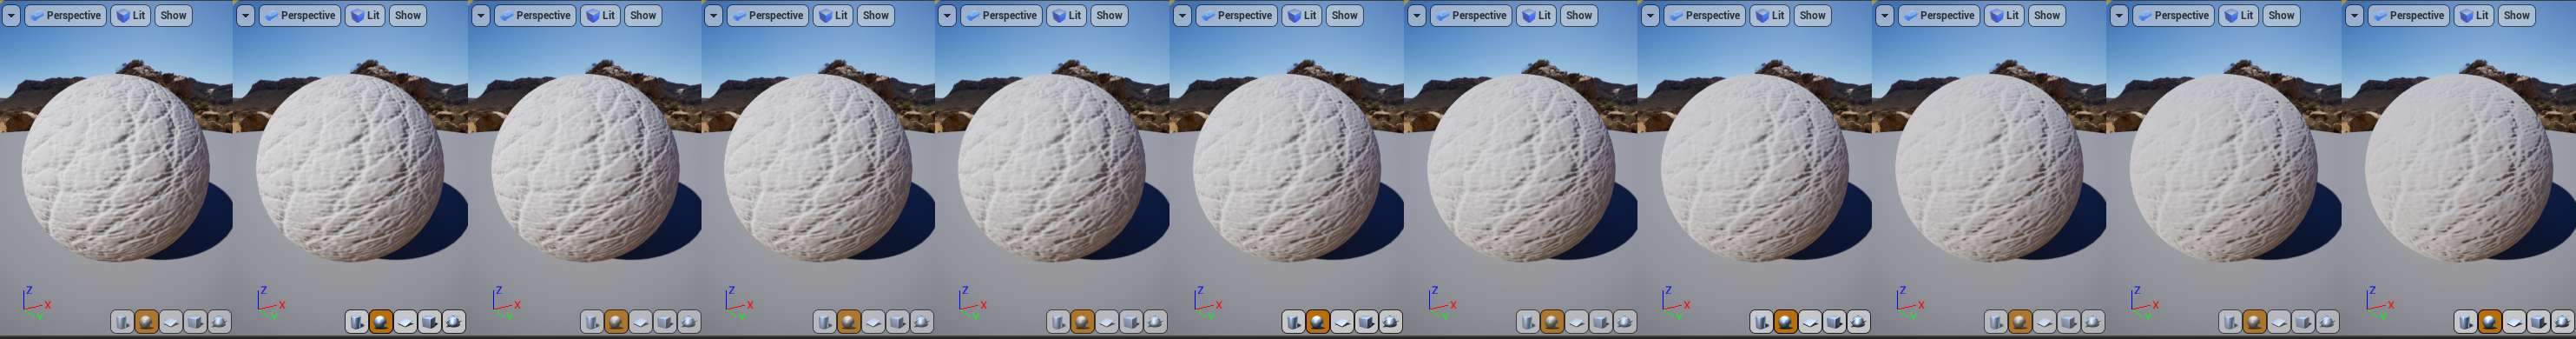 Perspective Lit Show Perspective Lit Show Perspective Lit Show Perspective Lit Show Perspective Lit Show Perspective Lit Show Perspective Lit Show Perspective Lit Show Perspective Lit Show Perspective Lit Show Perspective Lit Show
Z Z Z Z Z Z Z Z Z Z Z
X X X X X X X X X X X
Y Y Y Y Y Y Y Y Y Y Y